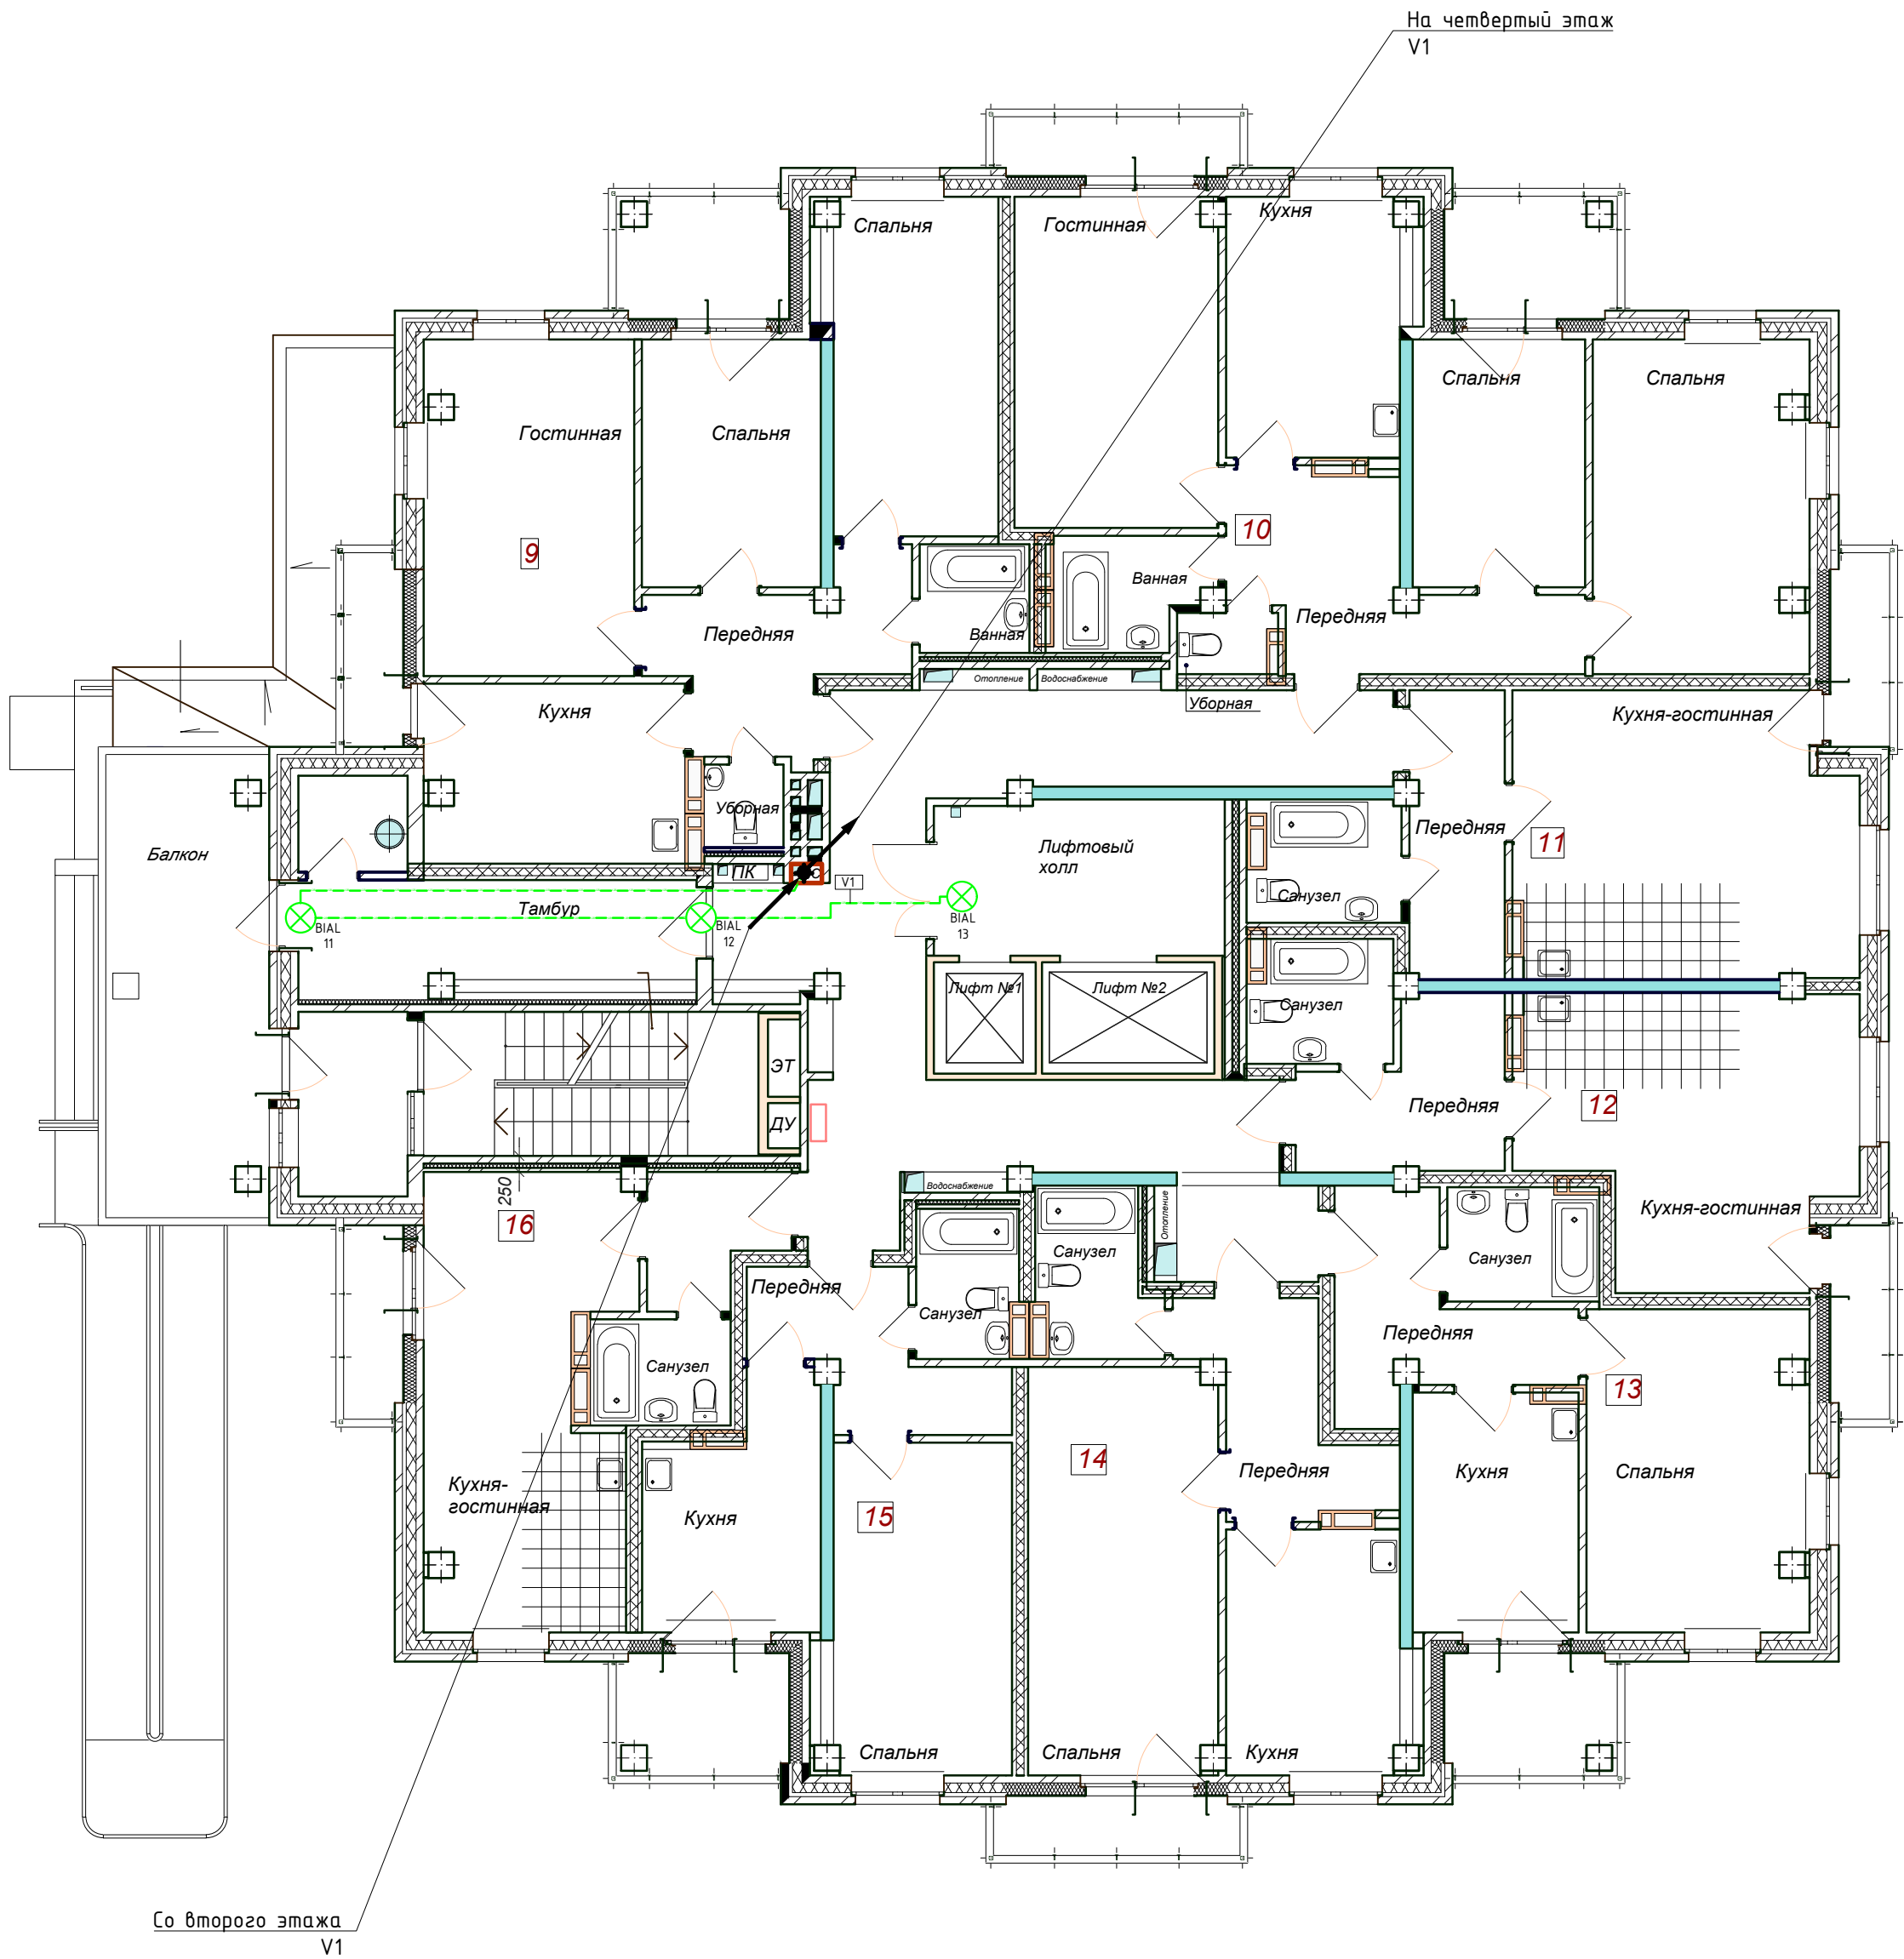 На четвертый этаж
V1
Спальня
Гостинная
Кухня
Спальня
Спальня
Гостинная
Спальня
9
10
Ванная
Ванная
Передняя
Передняя
Отопление
Водоснабжение
Уборная
Кухня
Кухня-гостинная
Уборная
Балкон
Лифтовый
холл
Передняя
11
ПК
V1
Санузел
Тамбур
BIAL
11
BIAL
12
BIAL
13
Лифт №1
Лифт №2
Санузел
ЭТ
ДУ
Передняя
12
250
16
Водоснабжение
Отопление
Кухня-гостинная
Санузел
Санузел
Передняя
Санузел
Передняя
Санузел
13
14
Передняя
Кухня
Спальня
Кухня-
гостинная
Кухня
15
Спальня
Спальня
Кухня
Со второго этажа
V1